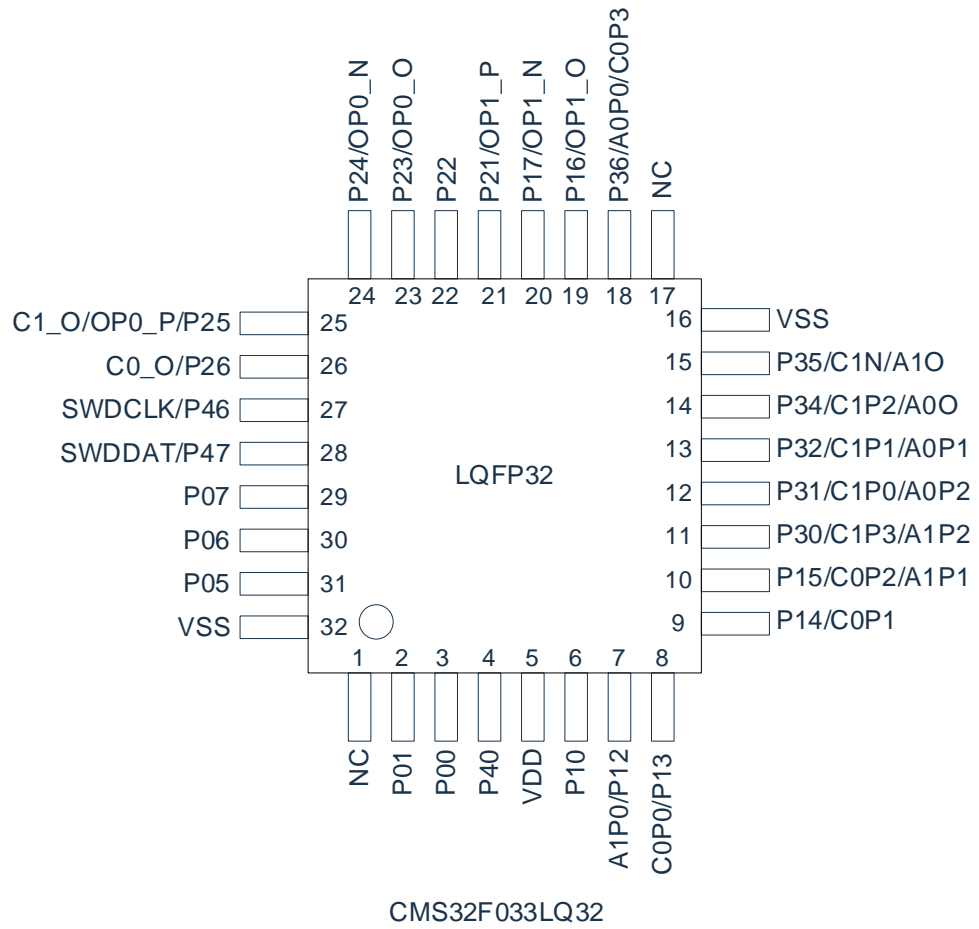 P24/OP0_N
P23/OP0_O
P22
P21/OP1_P
P17/OP1_N
P16/OP1_O
P36/A0P0/C0P3
NC
24 23 22 21 20 19 18 17
C1_O/OP0_P/P25 25
C0_O/P26 26
SWDCLK/P46 27
SWDDAT/P47 28
P07 29
P06 30
P05 31
VSS 32
LQFP32
16 VSS
15 P35/C1N/A1O
14 P34/C1P2/A0O
13 P32/C1P1/A0P1
12 P31/C1P0/A0P2
11 P30/C1P3/A1P2
10 P15/C0P2/A1P1
9 P14/C0P1
1 2 3 4 5 6 7 8
NC
P01
P00
P40
VDD
P10
A1P0/P12
C0P0/P13
CMS32F033LQ32